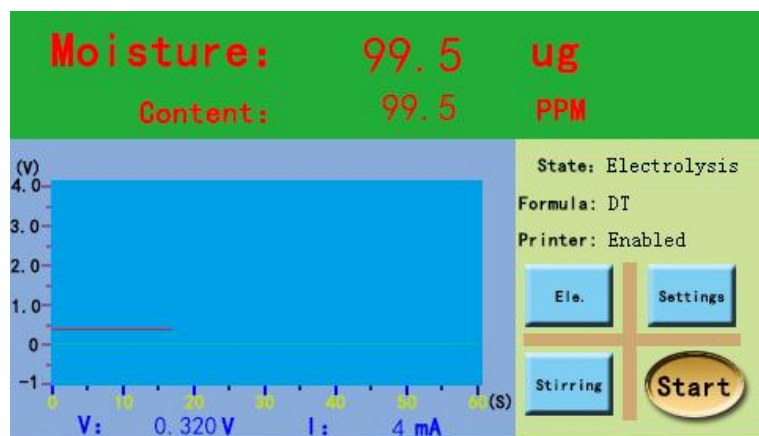 Moisture: 99.5 ug
Content: 99.5 PPM
(V)
4.0
3.0
2.0
1.0
0
-1
0 10 20 30 40 50 60 (S)
V: 0.320 V I: 4 mA
State: Electrolysis
Formula: DT
Printer: Enabled
Ele. Settings
Stirring Start